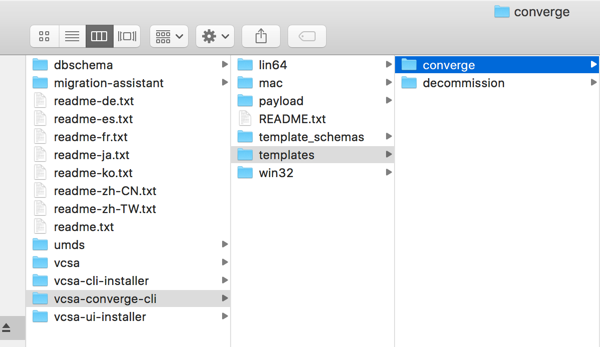 converge
dbschema
migration-assistant
readme-de.txt
readme-es.txt
readme-fr.txt
readme-ja.txt
readme-ko.txt
readme-zh-CN.txt
readme-zh-TW.txt
readme.txt
umds
vcsa
vcsa-cli-installer
vcsa-converge-cli
vcsa-ui-installer
lin64
mac
payload
README.txt
template_schemas
templates
win32
converge
decommission